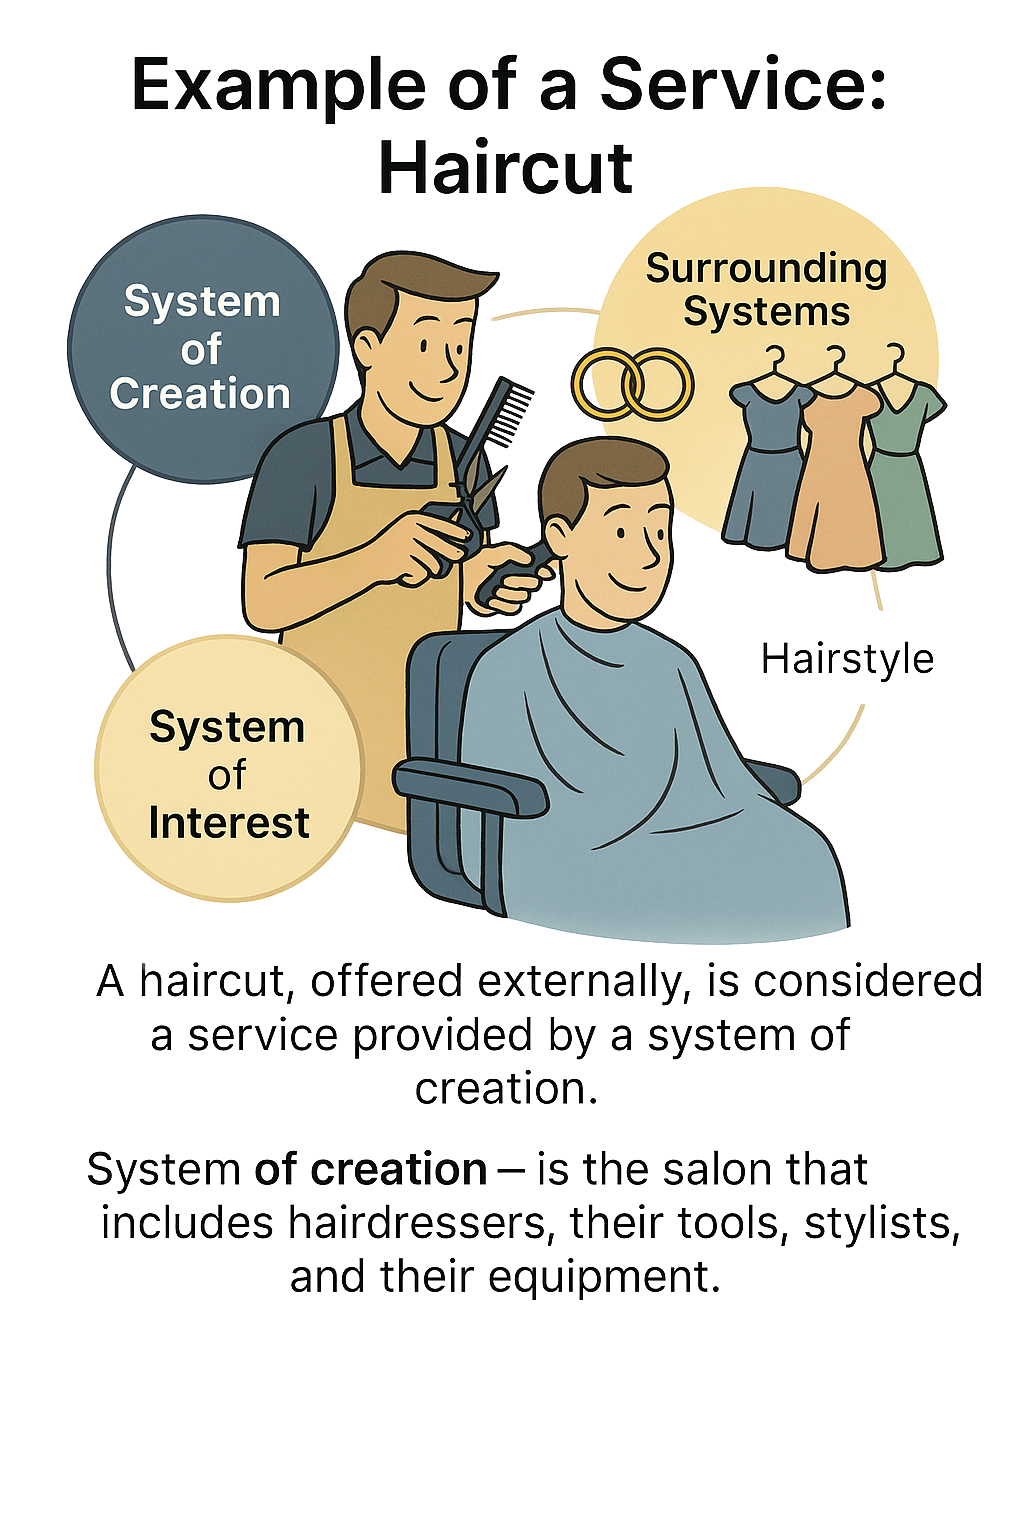 Example of a Service:
Haircut
System
of
Creation
Surrounding
Systems
Hairstyle
System
of
Interest
A haircut, offered externally, is considered
a service provided by a system of
creation.
System of creation – is the salon that
includes hairdressers, their tools, stylists,
and their equipment.